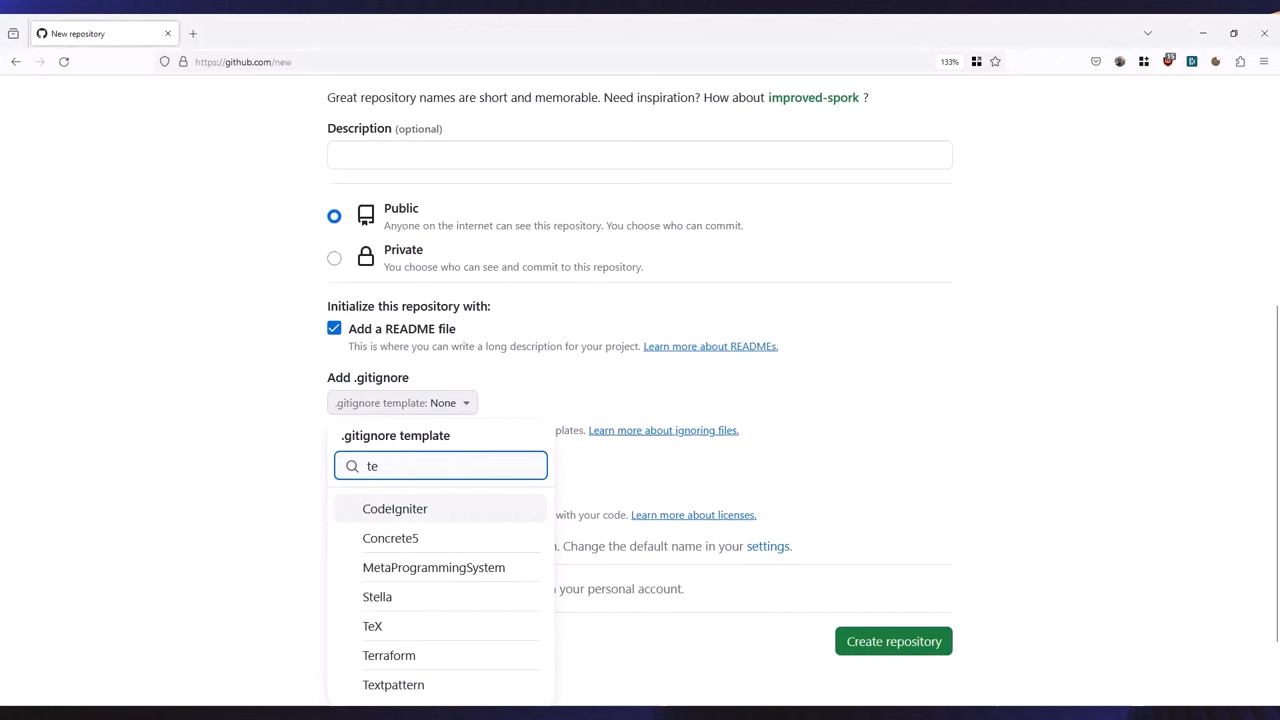 New repository
https://github.com/new
133%
15
Great repository names are short and memorable. Need inspiration? How about improved-spork ?
Description (optional)
Public
Anyone on the internet can see this repository. You choose who can commit.
Private
You choose who can see and commit to this repository.
Initialize this repository with:
Add a README file
This is where you can write a long description for your project. Learn more about READMEs.
Add .gitignore
.gitignore template: None
plates. Learn more about ignoring files.
.gitignore template
te
CodeIgniter
with your code. Learn more about licenses.
Concrete5
n. Change the default name in your settings.
MetaProgrammingSystem
your personal account.
Stella
TeX
Create repository
Terraform
Textpattern